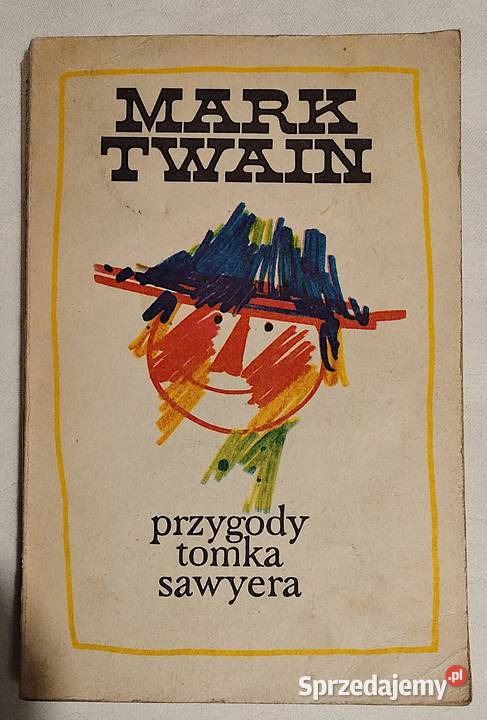 MARK
TWAIN
przygody
tomka
sawyera
Sprzedajemy.pl